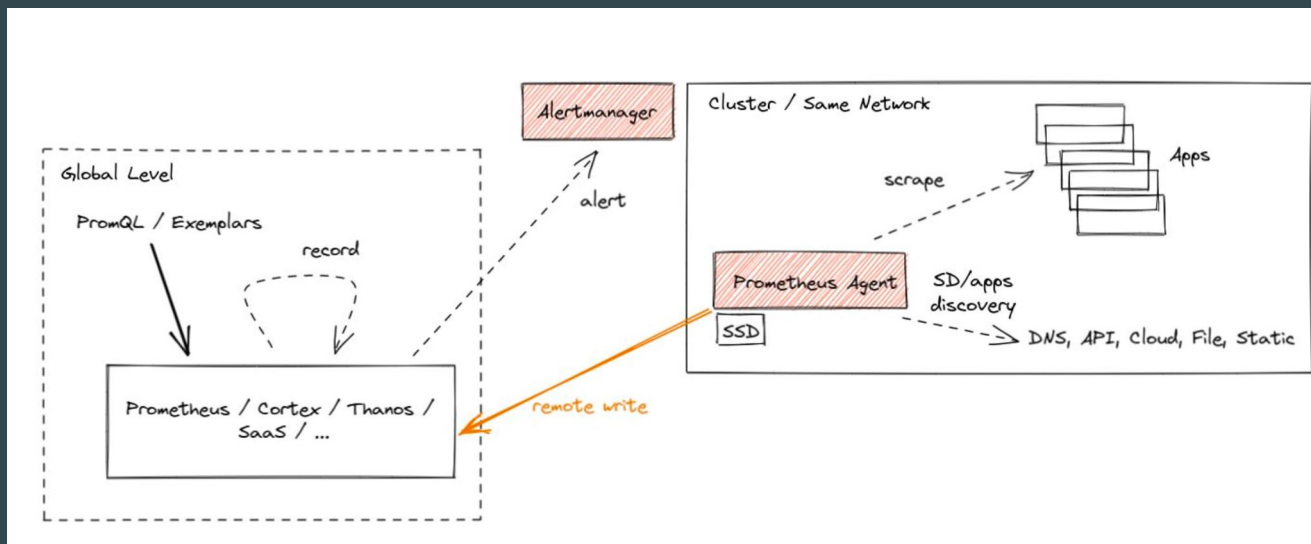 Global Level
PromQL / Exemplars
record
Prometheus / Cortex / Thanos /
SaaS / ...
Alertmanager
alert
remote write
Cluster / Same Network
scrape
Apps
Prometheus Agent
SSD
SD/apps
discovery
DNS, API, Cloud, File, Static